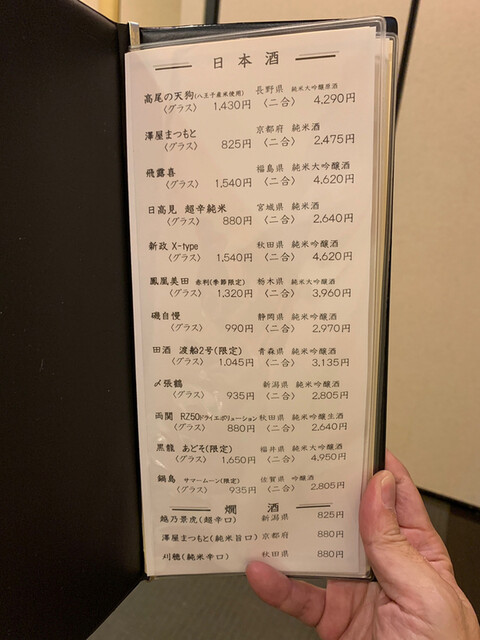 日本酒
高尾の天狗(八王子産米使用) 長野県 純米大吟醸原酒
〈グラス〉 1,430円 〈二合〉 4,290円
澤屋まつもと 京都府 純米酒
〈グラス〉 825円 〈二合〉 2,475円
飛露喜 福島県 純米大吟醸酒
〈グラス〉 1,540円 〈二合〉 4,620円
日高見 超辛純米 宮城県 純米酒
〈グラス〉 880円 〈二合〉 2,640円
新政 X-type 秋田県 純米吟醸酒
〈グラス〉 1,540円 〈二合〉 4,620円
鳳凰美田 赤判(季節限定) 栃木県 純米大吟醸酒
〈グラス〉 1,320円 〈二合〉 3,960円
磯自慢 静岡県 純米吟醸酒
〈グラス〉 990円 〈二合〉 2,970円
田酒 渡船2号(限定) 青森県 純米吟醸酒
〈グラス〉 1,045円 〈二合〉 3,135円
〆張鶴 新潟県 純米吟醸酒
〈グラス〉 935円 〈二合〉 2,805円
両関 RZ50ドライエボリューション 秋田県 純米吟醸生酒
〈グラス〉 880円 〈二合〉 2,640円
黒龍 あどそ(限定) 福井県 純米大吟醸酒
〈グラス〉 1,650円 〈二合〉 4,950円
鍋島 サマームーン(限定) 佐賀県 吟醸酒
〈グラス〉 935円 〈二合〉 2,805円
燗酒
越乃景虎(超辛口) 新潟県 825円
澤屋まつもと(純米旨口) 京都府 880円
刈穂(純米辛口) 秋田県 880円